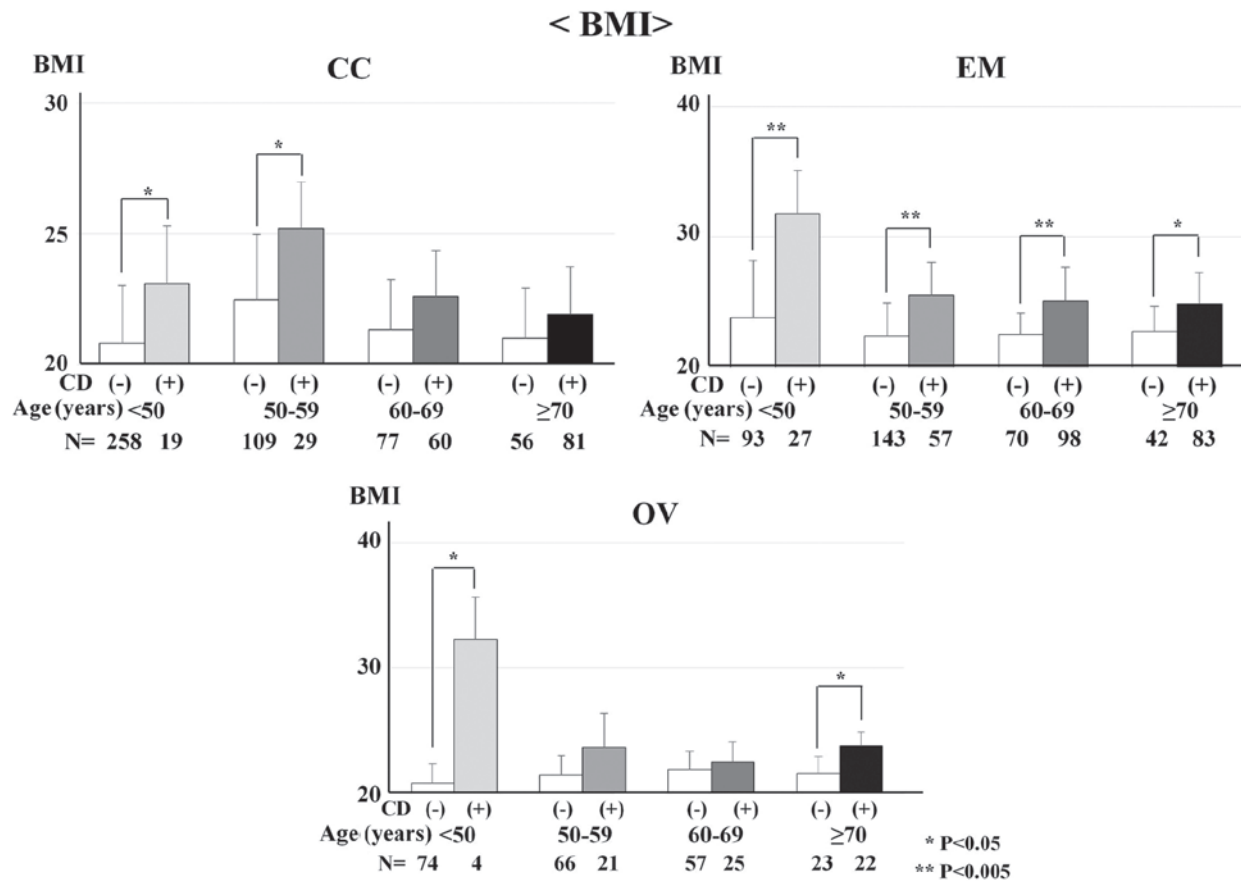 < BMI>
BMI
CC
30
*
*
25
20
CD (-) (+) (-) (+) (-) (+) (-) (+)
Age (years) <50 50-59 60-69 ≥70
N= 258 19 109 29 77 60 56 81
BMI
EM
40
**
**
**
*
30
20
CD (-) (+) (-) (+) (-) (+) (-) (+)
Age (years) <50 50-59 60-69 ≥70
N= 93 27 143 57 70 98 42 83
BMI
OV
40
*
30
*
20
CD (-) (+) (-) (+) (-) (+) (-) (+)
Age (years) <50 50-59 60-69 ≥70
N= 74 4 66 21 57 25 23 22
* P<0.05
** P<0.005